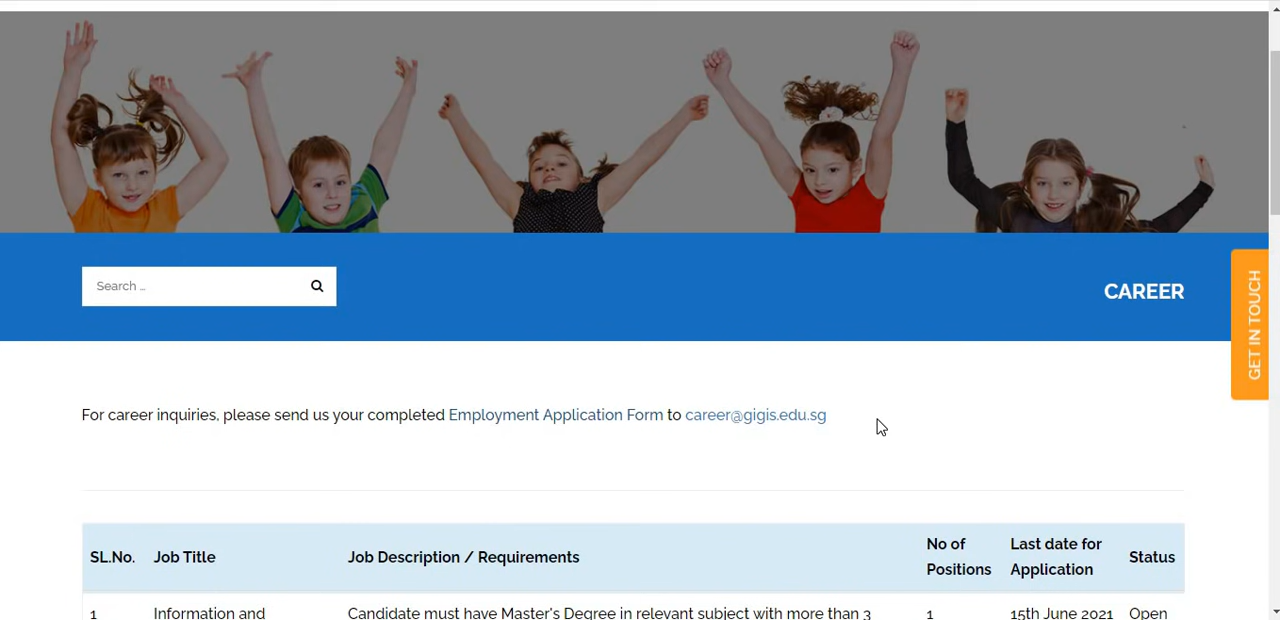 Search ...
CAREER
GET IN TOUCH
For career inquiries, please send us your completed Employment Application Form to career@gigis.edu.sg
SL.No. Job Title Job Description / Requirements No of Positions Last date for Application Status
1 Information and Candidate must have Master's Degree in relevant subject with more than 3 1 15th June 2021 Open